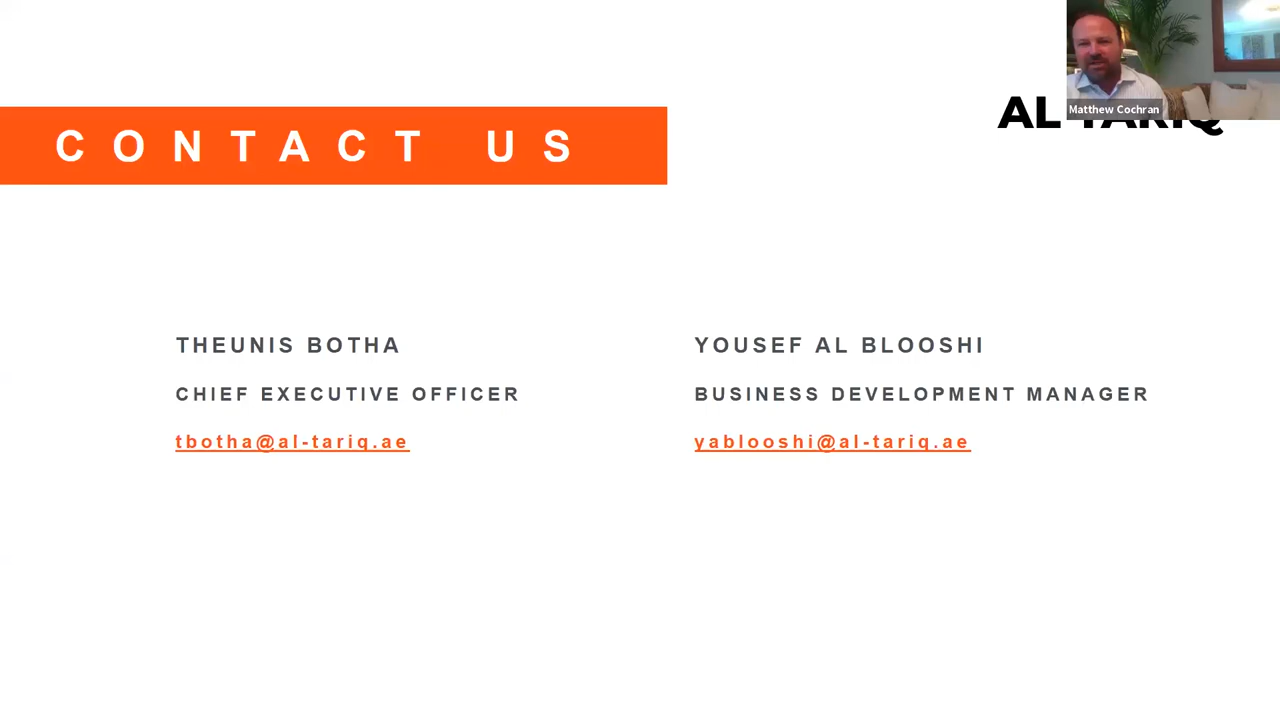 Matthew Cochran
AL TARIQ
CONTACT US
THEUNIS BOTHA
CHIEF EXECUTIVE OFFICER
tbotha@al-tariq.ae
YOUSEF AL BLOOSHI
BUSINESS DEVELOPMENT MANAGER
yablooshi@al-tariq.ae